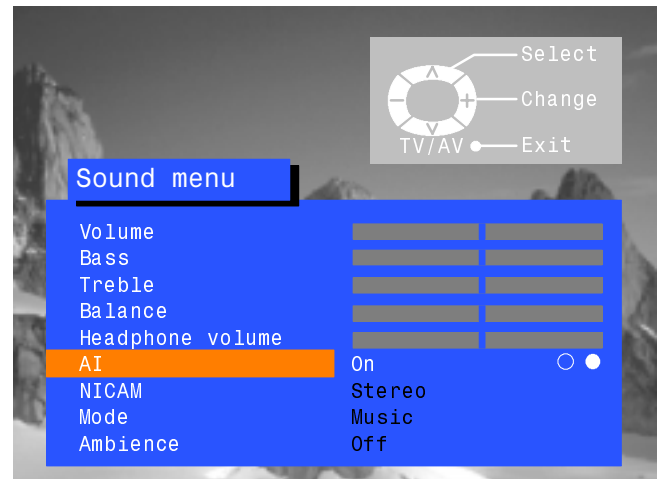 Select
Change
TV/AV Exit
Sound menu
Volume
Bass
Treble
Balance
Headphone volume
AI On
NICAM Stereo
Mode Music
Ambience Off